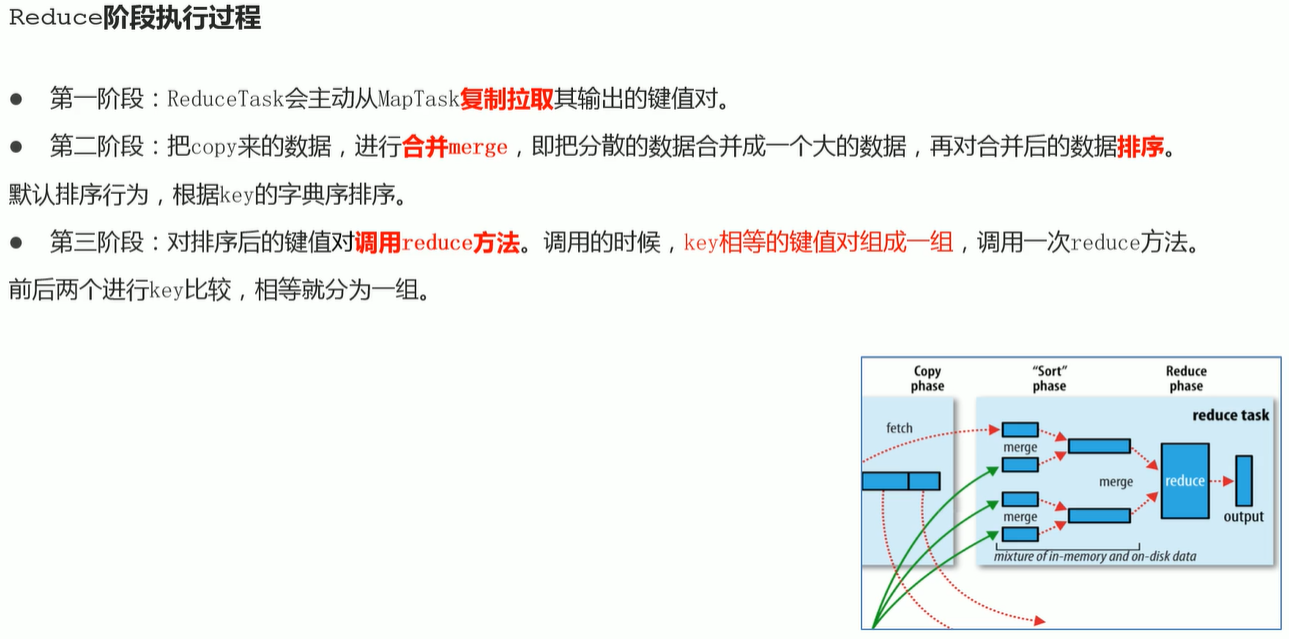 Reduce阶段执行过程
● 第一阶段：ReduceTask会主动从MapTask复制拉取其输出的键值对。
● 第二阶段：把copy来的数据，进行合并merge，即把分散的数据合并成一个大的数据，再对合并后的数据排序。
默认排序行为，根据key的字典序排序。
● 第三阶段：对排序后的键值对调用reduce方法。调用的时候，key相等的键值对组成一组，调用一次reduce方法。
前后两个进行key比较，相等就分为一组。
Copy phase
“Sort” phase
Reduce phase
reduce task
fetch
merge
merge
reduce
merge
output
mixture of in-memory and on-disk data